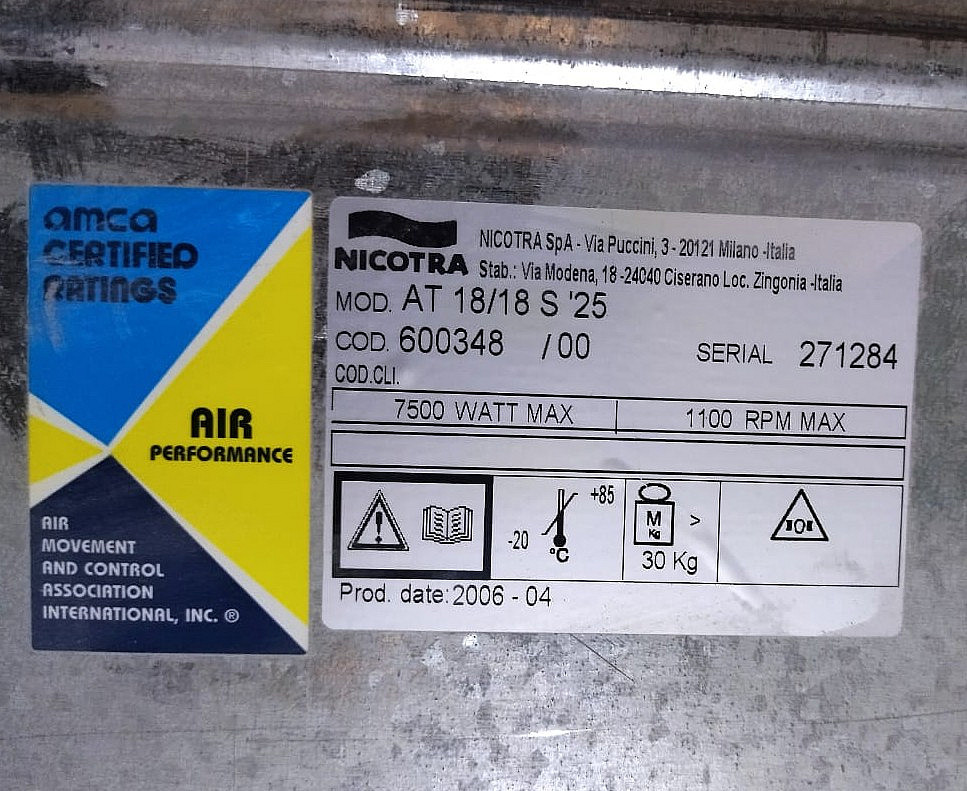 amca
CERTIFIED
RATINGS
AIR
PERFORMANCE
AIR
MOVEMENT
AND CONTROL
ASSOCIATION
INTERNATIONAL, INC. ®
NICOTRA
NICOTRA SpA - Via Puccini, 3 - 20121 Milano -Italia
Stab.: Via Modena, 18 -24040 Ciserano Loc. Zingonia -Italia
MOD. AT 18/18 S '25
COD. 600348 /00
SERIAL 271284
COD.CLI.
7500 WATT MAX
1100 RPM MAX
-20 +85
°C
M
Kg
>
30 Kg
Prod. date: 2006 - 04